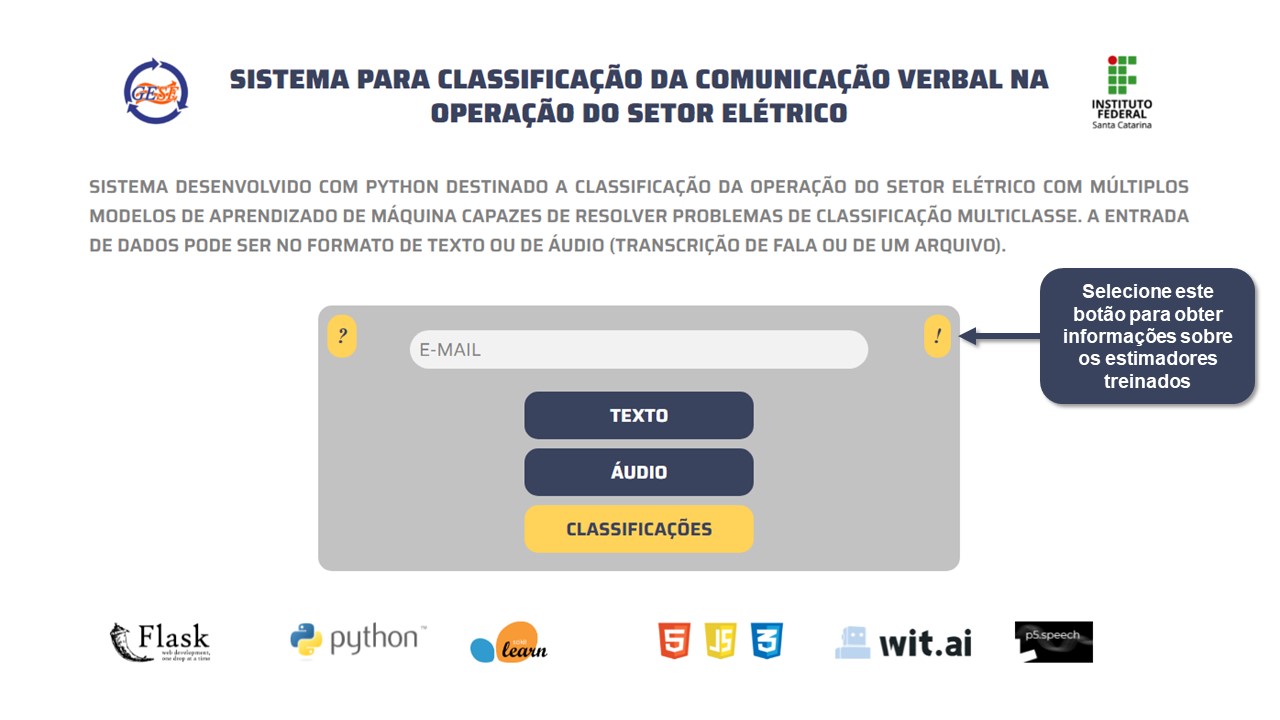 GESE
SISTEMA PARA CLASSIFICAÇÃO DA COMUNICAÇÃO VERBAL NA
OPERAÇÃO DO SETOR ELÉTRICO
INSTITUTO
FEDERAL
Santa Catarina
SISTEMA DESENVOLVIDO COM PYTHON DESTINADO A CLASSIFICAÇÃO DA OPERAÇÃO DO SETOR ELÉTRICO COM MÚLTIPLOS
MODELOS DE APRENDIZADO DE MÁQUINA CAPAZES DE RESOLVER PROBLEMAS DE CLASSIFICAÇÃO MULTICLASSE. A ENTRADA
DE DADOS PODE SER NO FORMATO DE TEXTO OU DE ÁUDIO (TRANSCRIÇÃO DE FALA OU DE UM ARQUIVO).
Selecione este
botão para obter
informações sobre
os estimadores
treinados
?
E-MAIL
!
TEXTO
ÁUDIO
CLASSIFICAÇÕES
Flask
web development,
one drop at a time
python™
scikit
learn
5
JS
3
wit.ai
p5.speech